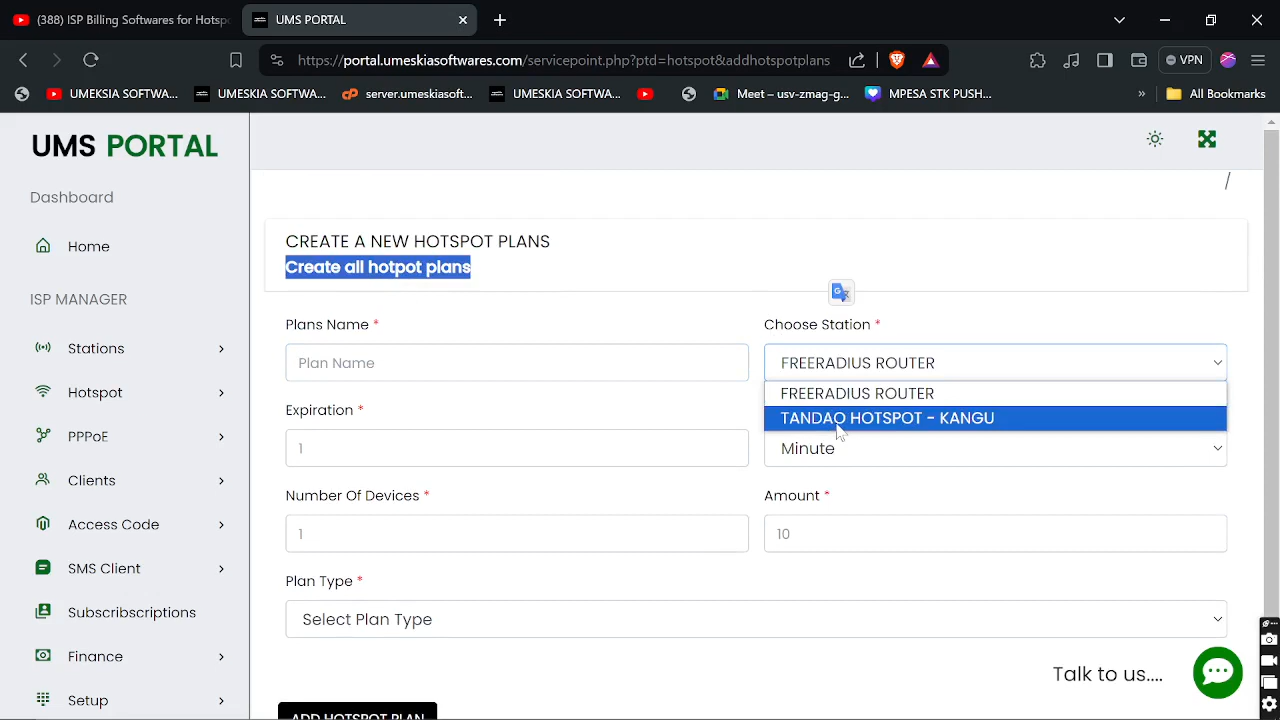 (388) ISP Billing Softwares for Hotsp
UMS PORTAL
https://portal.umeskiasoftwares.com/servicepoint.php?ptd=hotspot&addhotspotplans
VPN
UMEKSIA SOFTWA...
UMESKIA SOFTWA...
server.umeskiasoft...
UMESKIA SOFTWA...
Meet – usv-zmag-g...
MPESA STK PUSH...
»
All Bookmarks
UMS PORTAL
/
Dashboard
Home
ISP MANAGER
Stations
Hotspot
PPPoE
Clients
Access Code
SMS Client
Subscribscriptions
Finance
Setup
CREATE A NEW HOTSPOT PLANS
Create all hotpot plans
Plans Name *
Plan Name
Choose Station *
FREERADIUS ROUTER
FREERADIUS ROUTER
TANDAO HOTSPOT - KANGU
Expiration *
1
Minute
Number Of Devices *
1
Amount *
10
Plan Type *
Select Plan Type
Talk to us....
ADD HOTSPOT PLAN